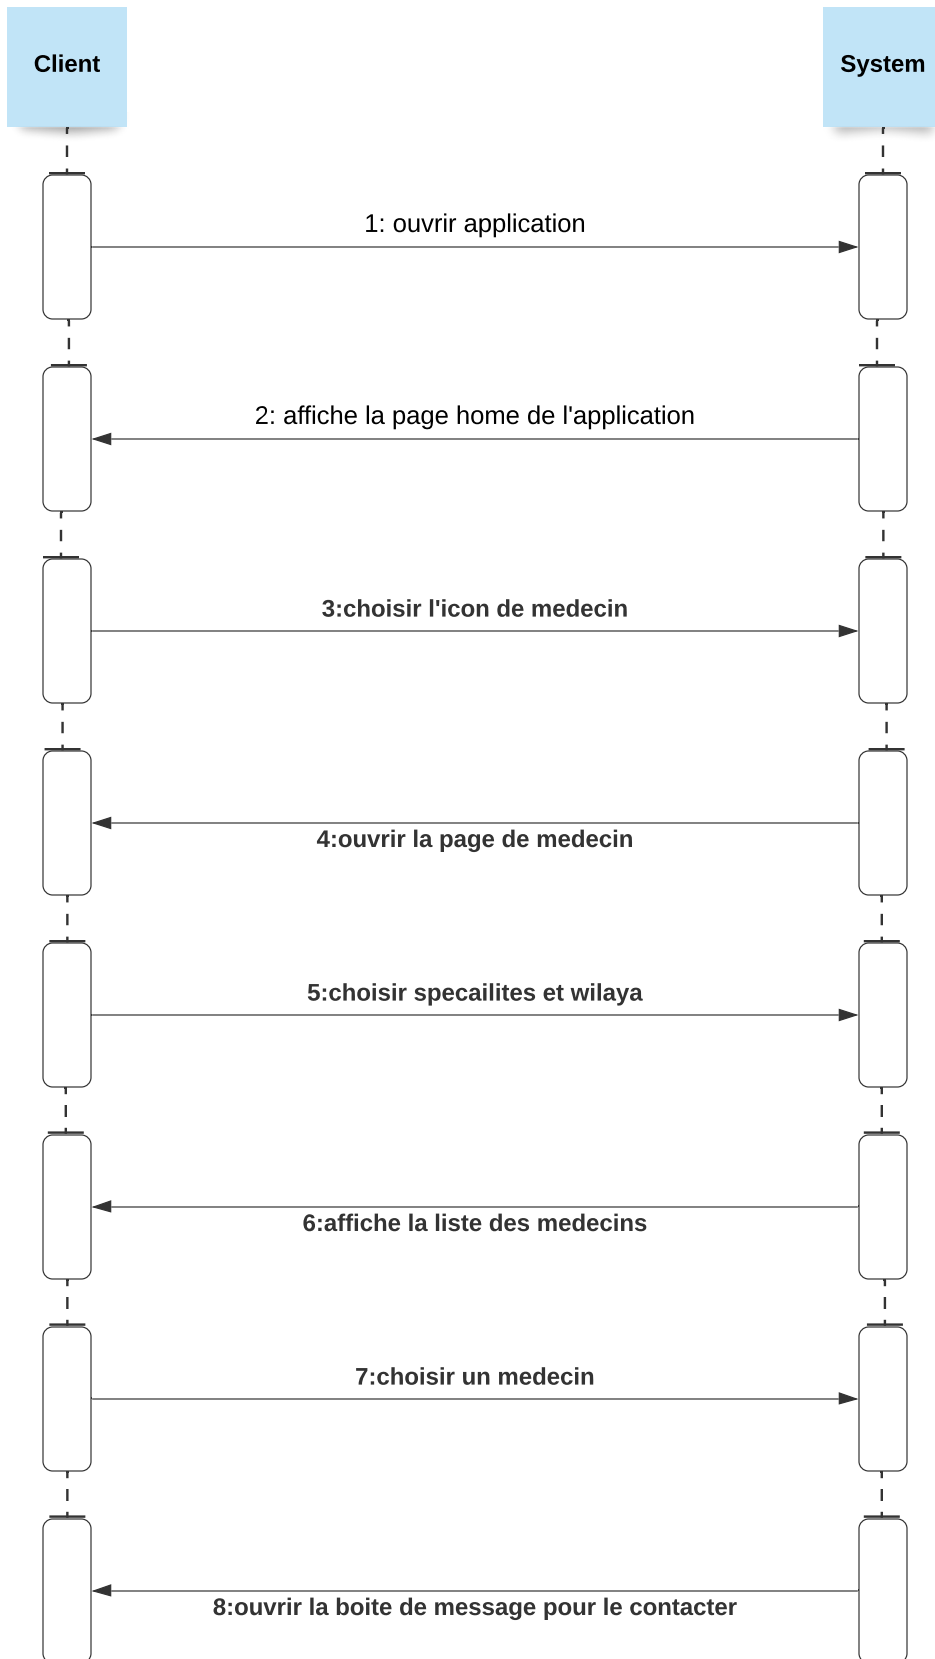 Client
System
1: ouvrir application
2: affiche la page home de l'application
3:choisir l'icon de medecin
4:ouvrir la page de medecin
5:choisir specailites et wilaya
6:affiche la liste des medecins
7:choisir un medecin
8:ouvrir la boite de message pour le contacter